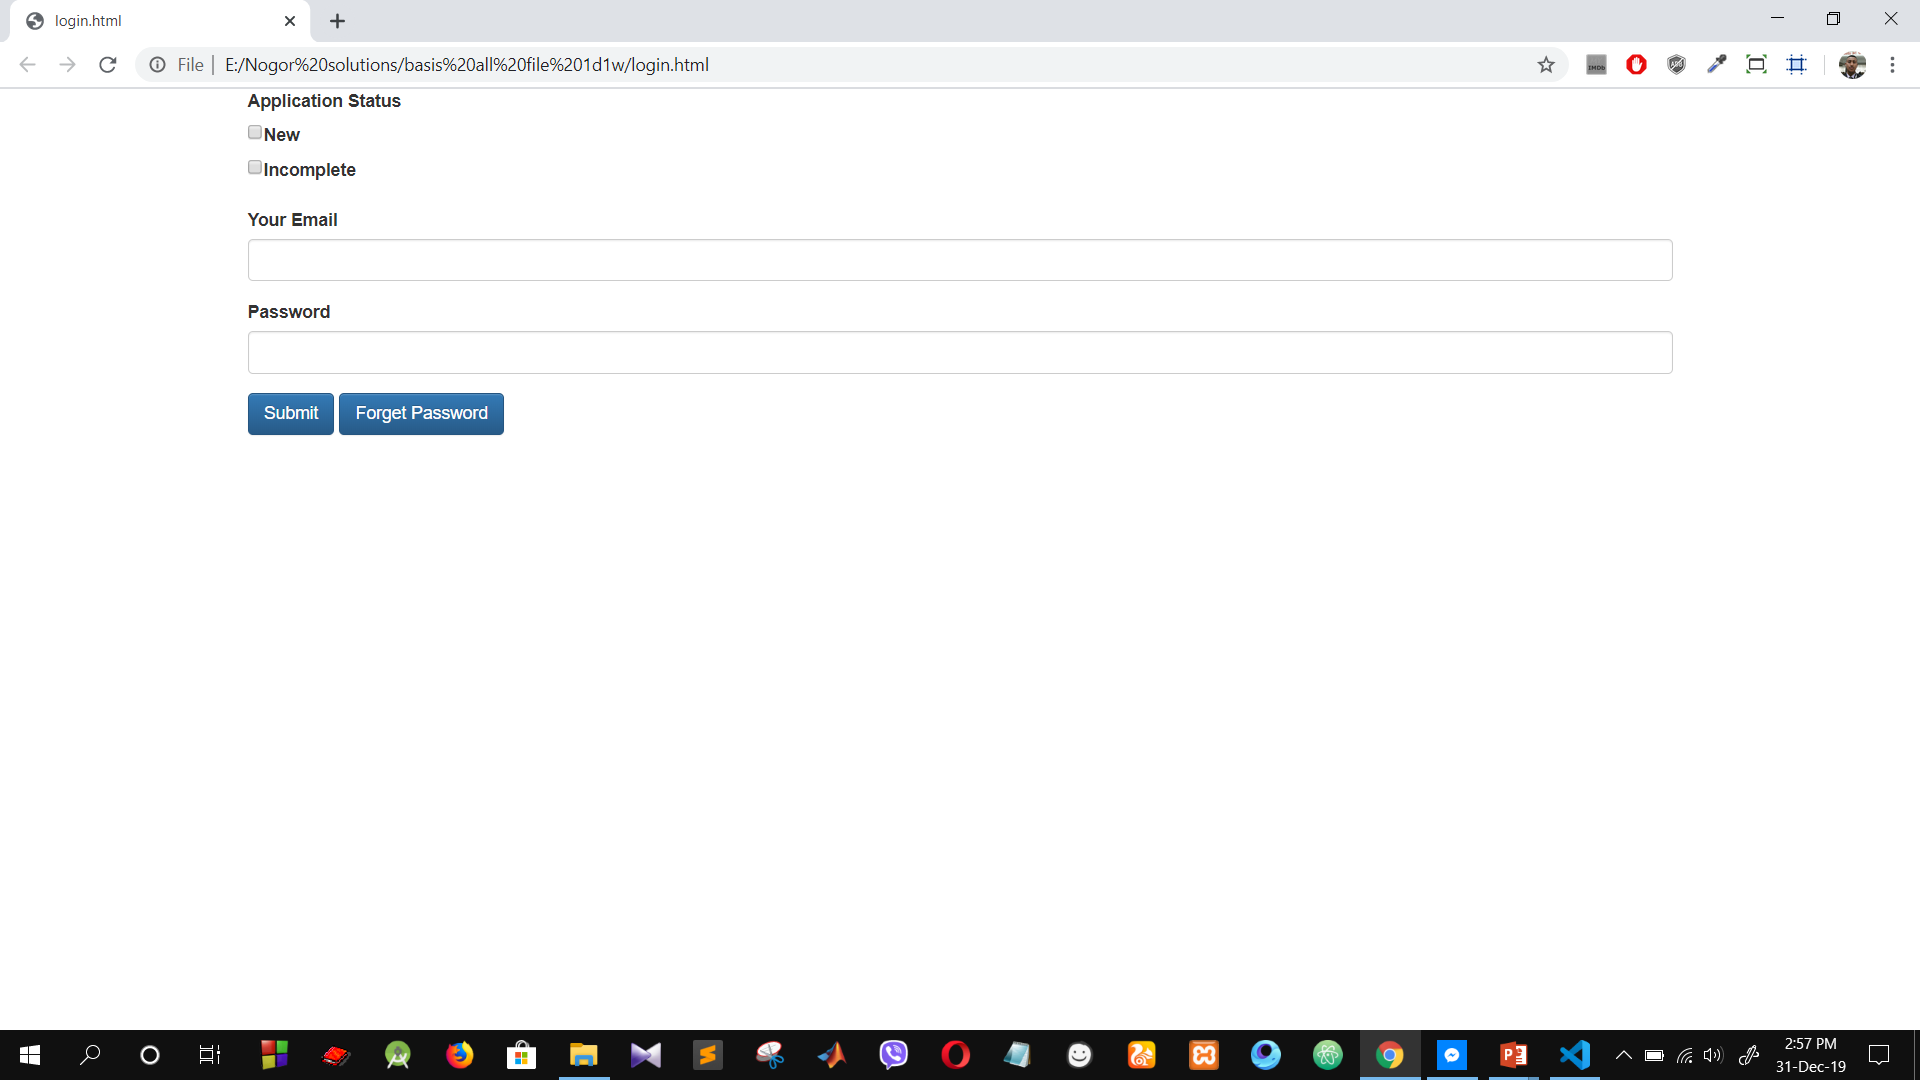 login.html
File | E:/Nogor%20solutions/basis%20all%20file%201d1w/login.html
IMDb
ABP
Application Status
New
Incomplete
Your Email
Password
Submit Forget Password
2:57 PM
31-Dec-19